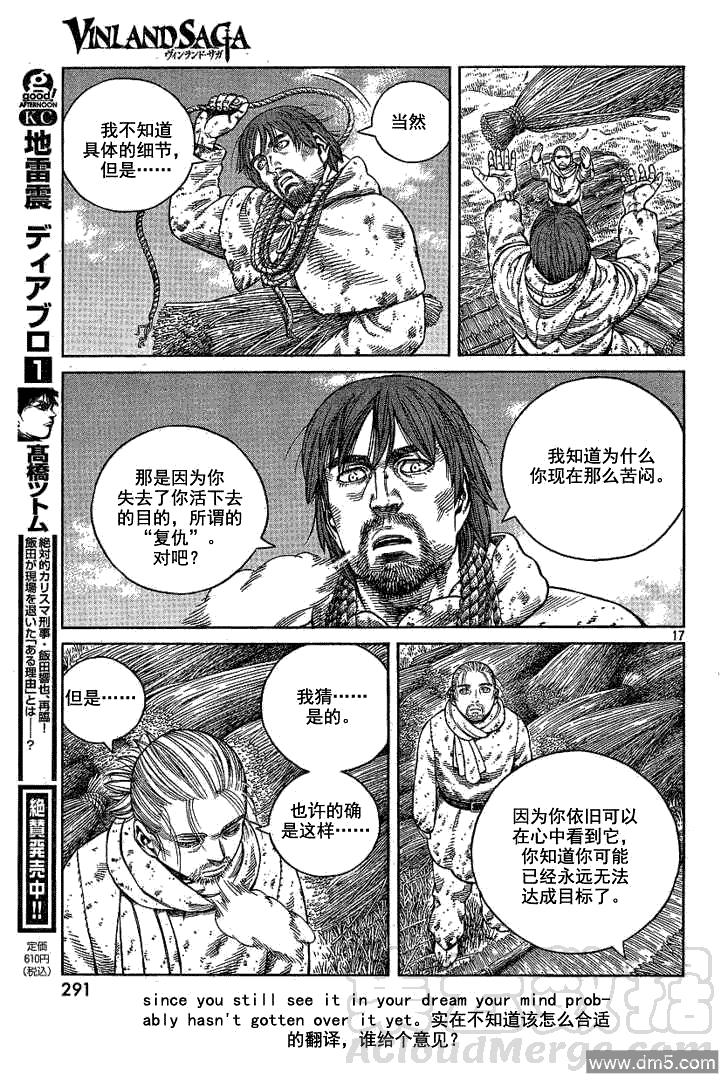 VINLAND SAGA
ヴィンランド・サガ
good!
AFTERNOON
KC
地雷震 ディアブロ 1
髙橋ツトム
絶対的カリスマ刑事・飯田響也、再臨!
飯田が現場を退いた「ある理由」とは——?
絶賛発売中!!
定価
610円
(税込)
当然
我不知道
具体的细节,
但是……
我知道为什么
你现在那么苦闷。
那是因为你
失去了你活下去
的目的，所谓的
“复仇”。
对吧？
17
因为你依旧可以
在心中看到它，
你知道你可能
已经永远无法
达成目标了。
我猜……
是的。
也许的确
是这样……
但是……
291
since you still see it in your dream your mind prob-
ably hasn't gotten over it yet。实在不知道该怎么合适
的翻译，谁给个意见？
AcloudMerge.com
www.dm5.com